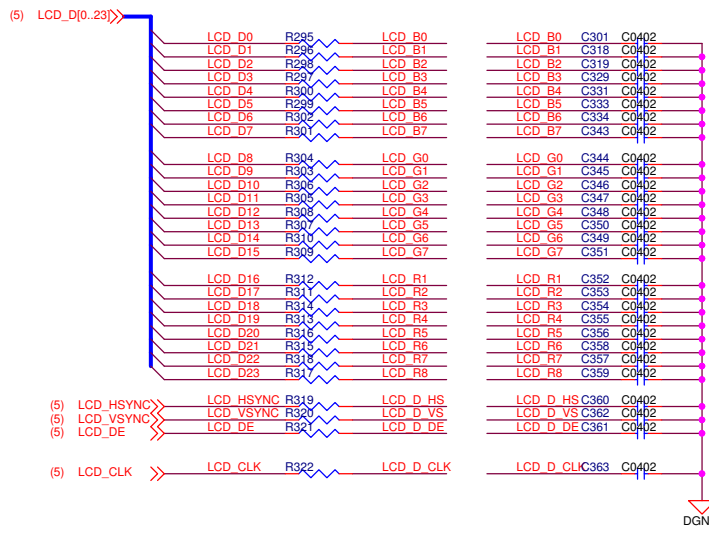 (5) LCD_D[0..23]
LCD_D0 R295 LCD_B0 LCD_B0 C301 C0402
LCD_D1 R296 LCD_B1 LCD_B1 C318 C0402
LCD_D2 R298 LCD_B2 LCD_B2 C319 C0402
LCD_D3 R297 LCD_B3 LCD_B3 C329 C0402
LCD_D4 R300 LCD_B4 LCD_B4 C331 C0402
LCD_D5 R299 LCD_B5 LCD_B5 C333 C0402
LCD_D6 R302 LCD_B6 LCD_B6 C334 C0402
LCD_D7 R301 LCD_B7 LCD_B7 C343 C0402
LCD_D8 R304 LCD_G0 LCD_G0 C344 C0402
LCD_D9 R303 LCD_G1 LCD_G1 C345 C0402
LCD_D10 R306 LCD_G2 LCD_G2 C346 C0402
LCD_D11 R305 LCD_G3 LCD_G3 C347 C0402
LCD_D12 R308 LCD_G4 LCD_G4 C348 C0402
LCD_D13 R307 LCD_G5 LCD_G5 C350 C0402
LCD_D14 R310 LCD_G6 LCD_G6 C349 C0402
LCD_D15 R309 LCD_G7 LCD_G7 C351 C0402
LCD_D16 R312 LCD_R1 LCD_R1 C352 C0402
LCD_D17 R311 LCD_R2 LCD_R2 C353 C0402
LCD_D18 R314 LCD_R3 LCD_R3 C354 C0402
LCD_D19 R313 LCD_R4 LCD_R4 C355 C0402
LCD_D20 R316 LCD_R5 LCD_R5 C356 C0402
LCD_D21 R315 LCD_R6 LCD_R6 C358 C0402
LCD_D22 R318 LCD_R7 LCD_R7 C357 C0402
LCD_D23 R317 LCD_R8 LCD_R8 C359 C0402
(5) LCD_HSYNC LCD_HSYNC R319 LCD_D_HS LCD_D_HS C360 C0402
(5) LCD_VSYNC LCD_VSYNC R320 LCD_D_VS LCD_D_VS C362 C0402
(5) LCD_DE LCD_DE R321 LCD_D_DE LCD_D_DE C361 C0402
(5) LCD_CLK LCD_CLK R322 LCD_D_CLK LCD_D_CLK C363 C0402
DGN